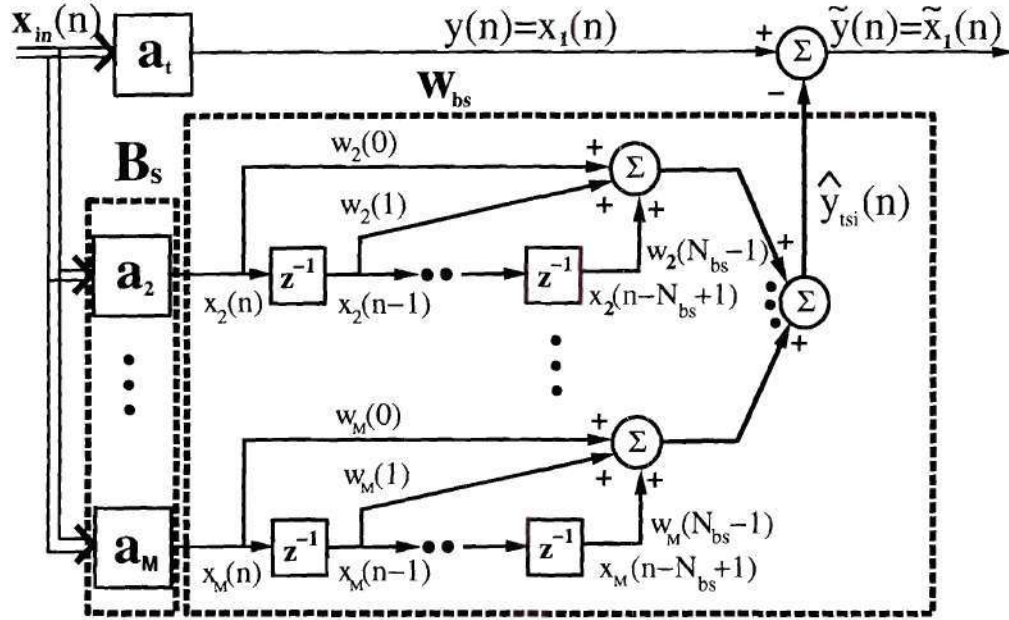 x_in(n)
a_t
y(n)=x_1(n)
+
Σ
ỹ(n)=x̃_1(n)
−
W_bs
B_s
w_2(0)
+
Σ
w_2(1)
+
+
ŷ_tsi(n)
a_2
z⁻¹
z⁻¹
w_2(N_bs−1)
+
x_2(n)
x_2(n-1)
x_2(n-N_bs+1)
Σ
+
w_M(0)
+
Σ
w_M(1)
+
+
a_M
z⁻¹
z⁻¹
w_M(N_bs−1)
x_M(n)
x_M(n-1)
x_M(n-N_bs+1)